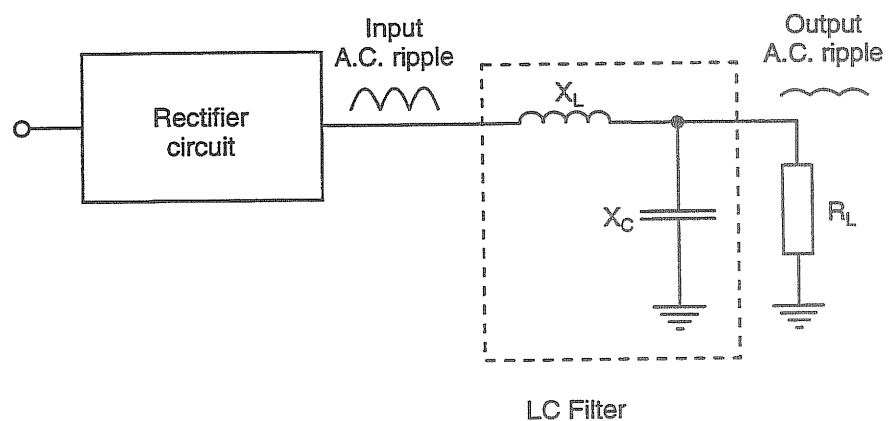 Input
A.C. ripple
Output
A.C. ripple
Rectifier
circuit
X_L
X_C
R_L
LC Filter